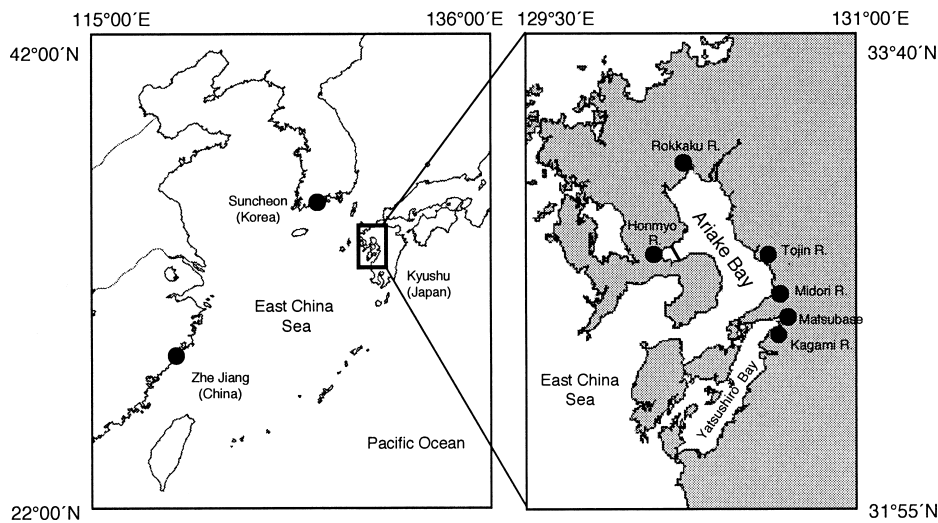 115°00´E
136°00´E
129°30´E
131°00´E
42°00´N
33°40´N
Rokkaku R.
Suncheon
(Korea)
Honmyo
R.
Ariake Bay
Tojin R.
Kyushu
(Japan)
Midori R.
East China
Sea
Matsubase
Kagami R.
Zhe Jiang
(China)
East China
Sea
Yatsushiro Bay
Pacific Ocean
22°00´N
31°55´N